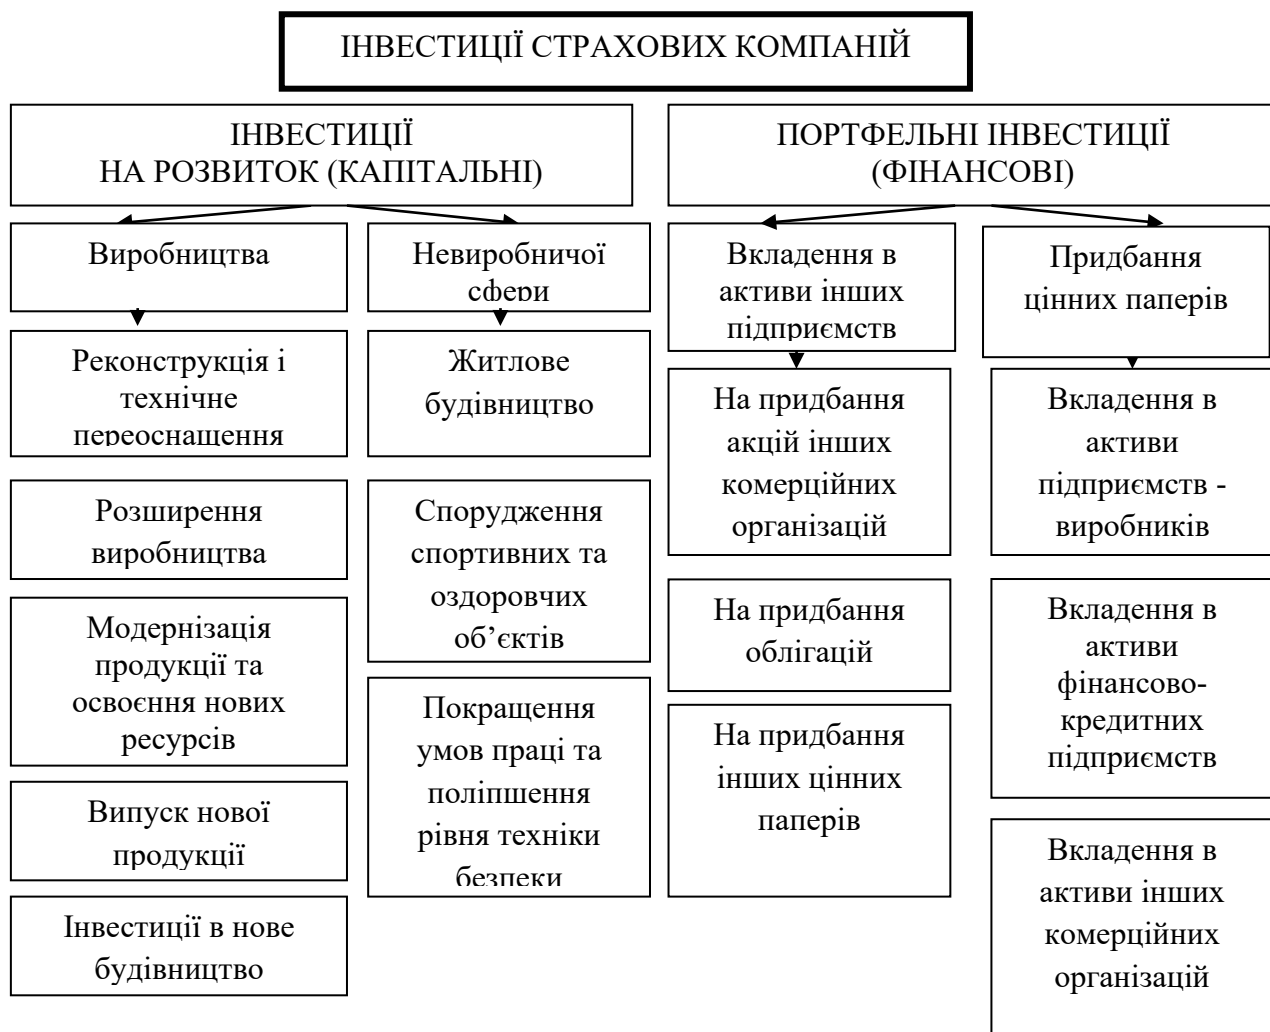 ІНВЕСТИЦІЇ СТРАХОВИХ КОМПАНІЙ
ІНВЕСТИЦІЇ
НА РОЗВИТОК (КАПІТАЛЬНІ)
ПОРТФЕЛЬНІ ІНВЕСТИЦІЇ
(ФІНАНСОВІ)
Виробництва
Невиробничої
сфери
Вкладення в
активи інших
підприємств
Придбання
цінних паперів
Реконструкція і
технічне
переоснащення
Розширення
виробництва
Модернізація
продукції та
освоєння нових
ресурсів
Випуск нової
продукції
Інвестиції в нове
будівництво
Житлове
будівництво
Спорудження
спортивних та
оздоровчих
об’єктів
Покращення
умов праці та
поліпшення
рівня техніки
безпеки
На придбання
акцій інших
комерційних
організацій
На придбання
облігацій
На придбання
інших цінних
паперів
Вкладення в
активи
підприємств -
виробників
Вкладення в
активи
фінансово-
кредитних
підприємств
Вкладення в
активи інших
комерційних
організацій